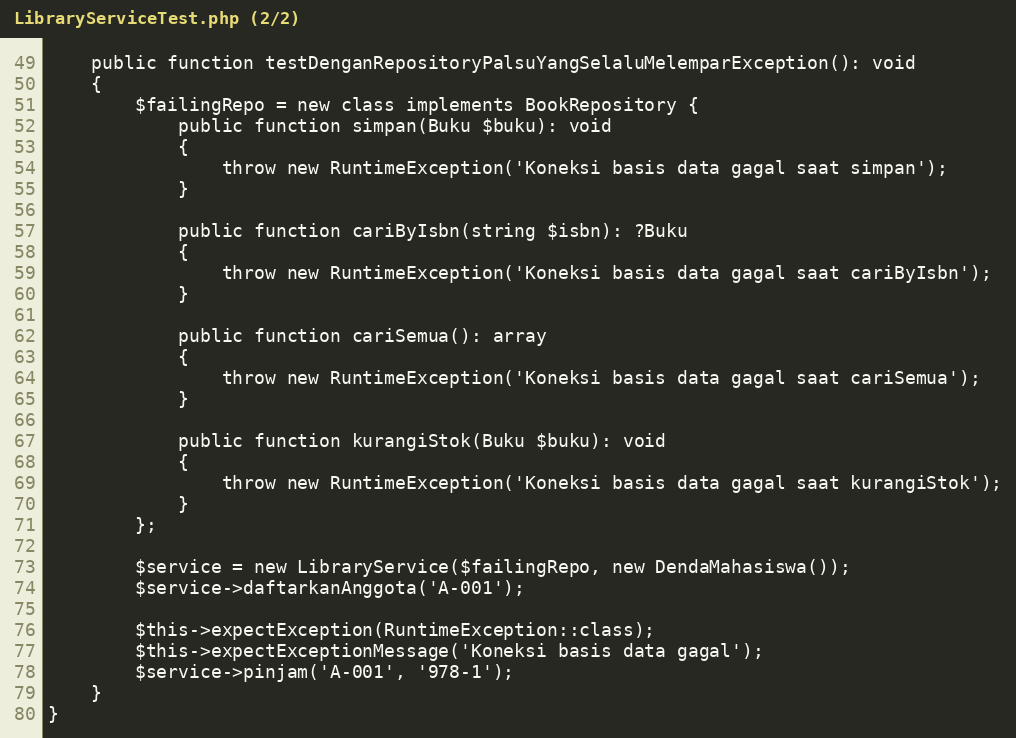 LibraryServiceTest.php (2/2)
49     public function testDenganRepositoryPalsuYangSelaluMelemparException(): void
50     {
51         $failingRepo = new class implements BookRepository {
52             public function simpan(Buku $buku): void
53             {
54                 throw new RuntimeException('Koneksi basis data gagal saat simpan');
55             }
56
57             public function cariByIsbn(string $isbn): ?Buku
58             {
59                 throw new RuntimeException('Koneksi basis data gagal saat cariByIsbn');
60             }
61
62             public function cariSemua(): array
63             {
64                 throw new RuntimeException('Koneksi basis data gagal saat cariSemua');
65             }
66
67             public function kurangiStok(Buku $buku): void
68             {
69                 throw new RuntimeException('Koneksi basis data gagal saat kurangiStok');
70             }
71         };
72
73         $service = new LibraryService($failingRepo, new DendaMahasiswa());
74         $service->daftarkanAnggota('A-001');
75
76         $this->expectException(RuntimeException::class);
77         $this->expectExceptionMessage('Koneksi basis data gagal');
78         $service->pinjam('A-001', '978-1');
79     }
80 }